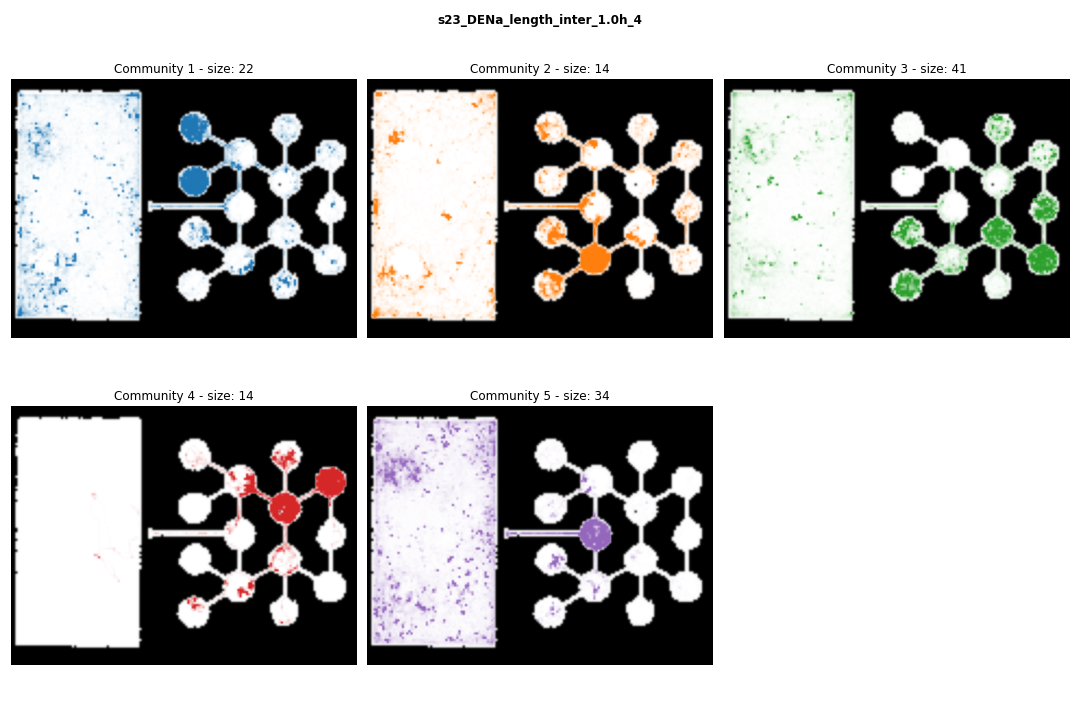 s23_DENa_length_inter_1.0h_4
Community 1 - size: 22
Community 2 - size: 14
Community 3 - size: 41
Community 4 - size: 14
Community 5 - size: 34